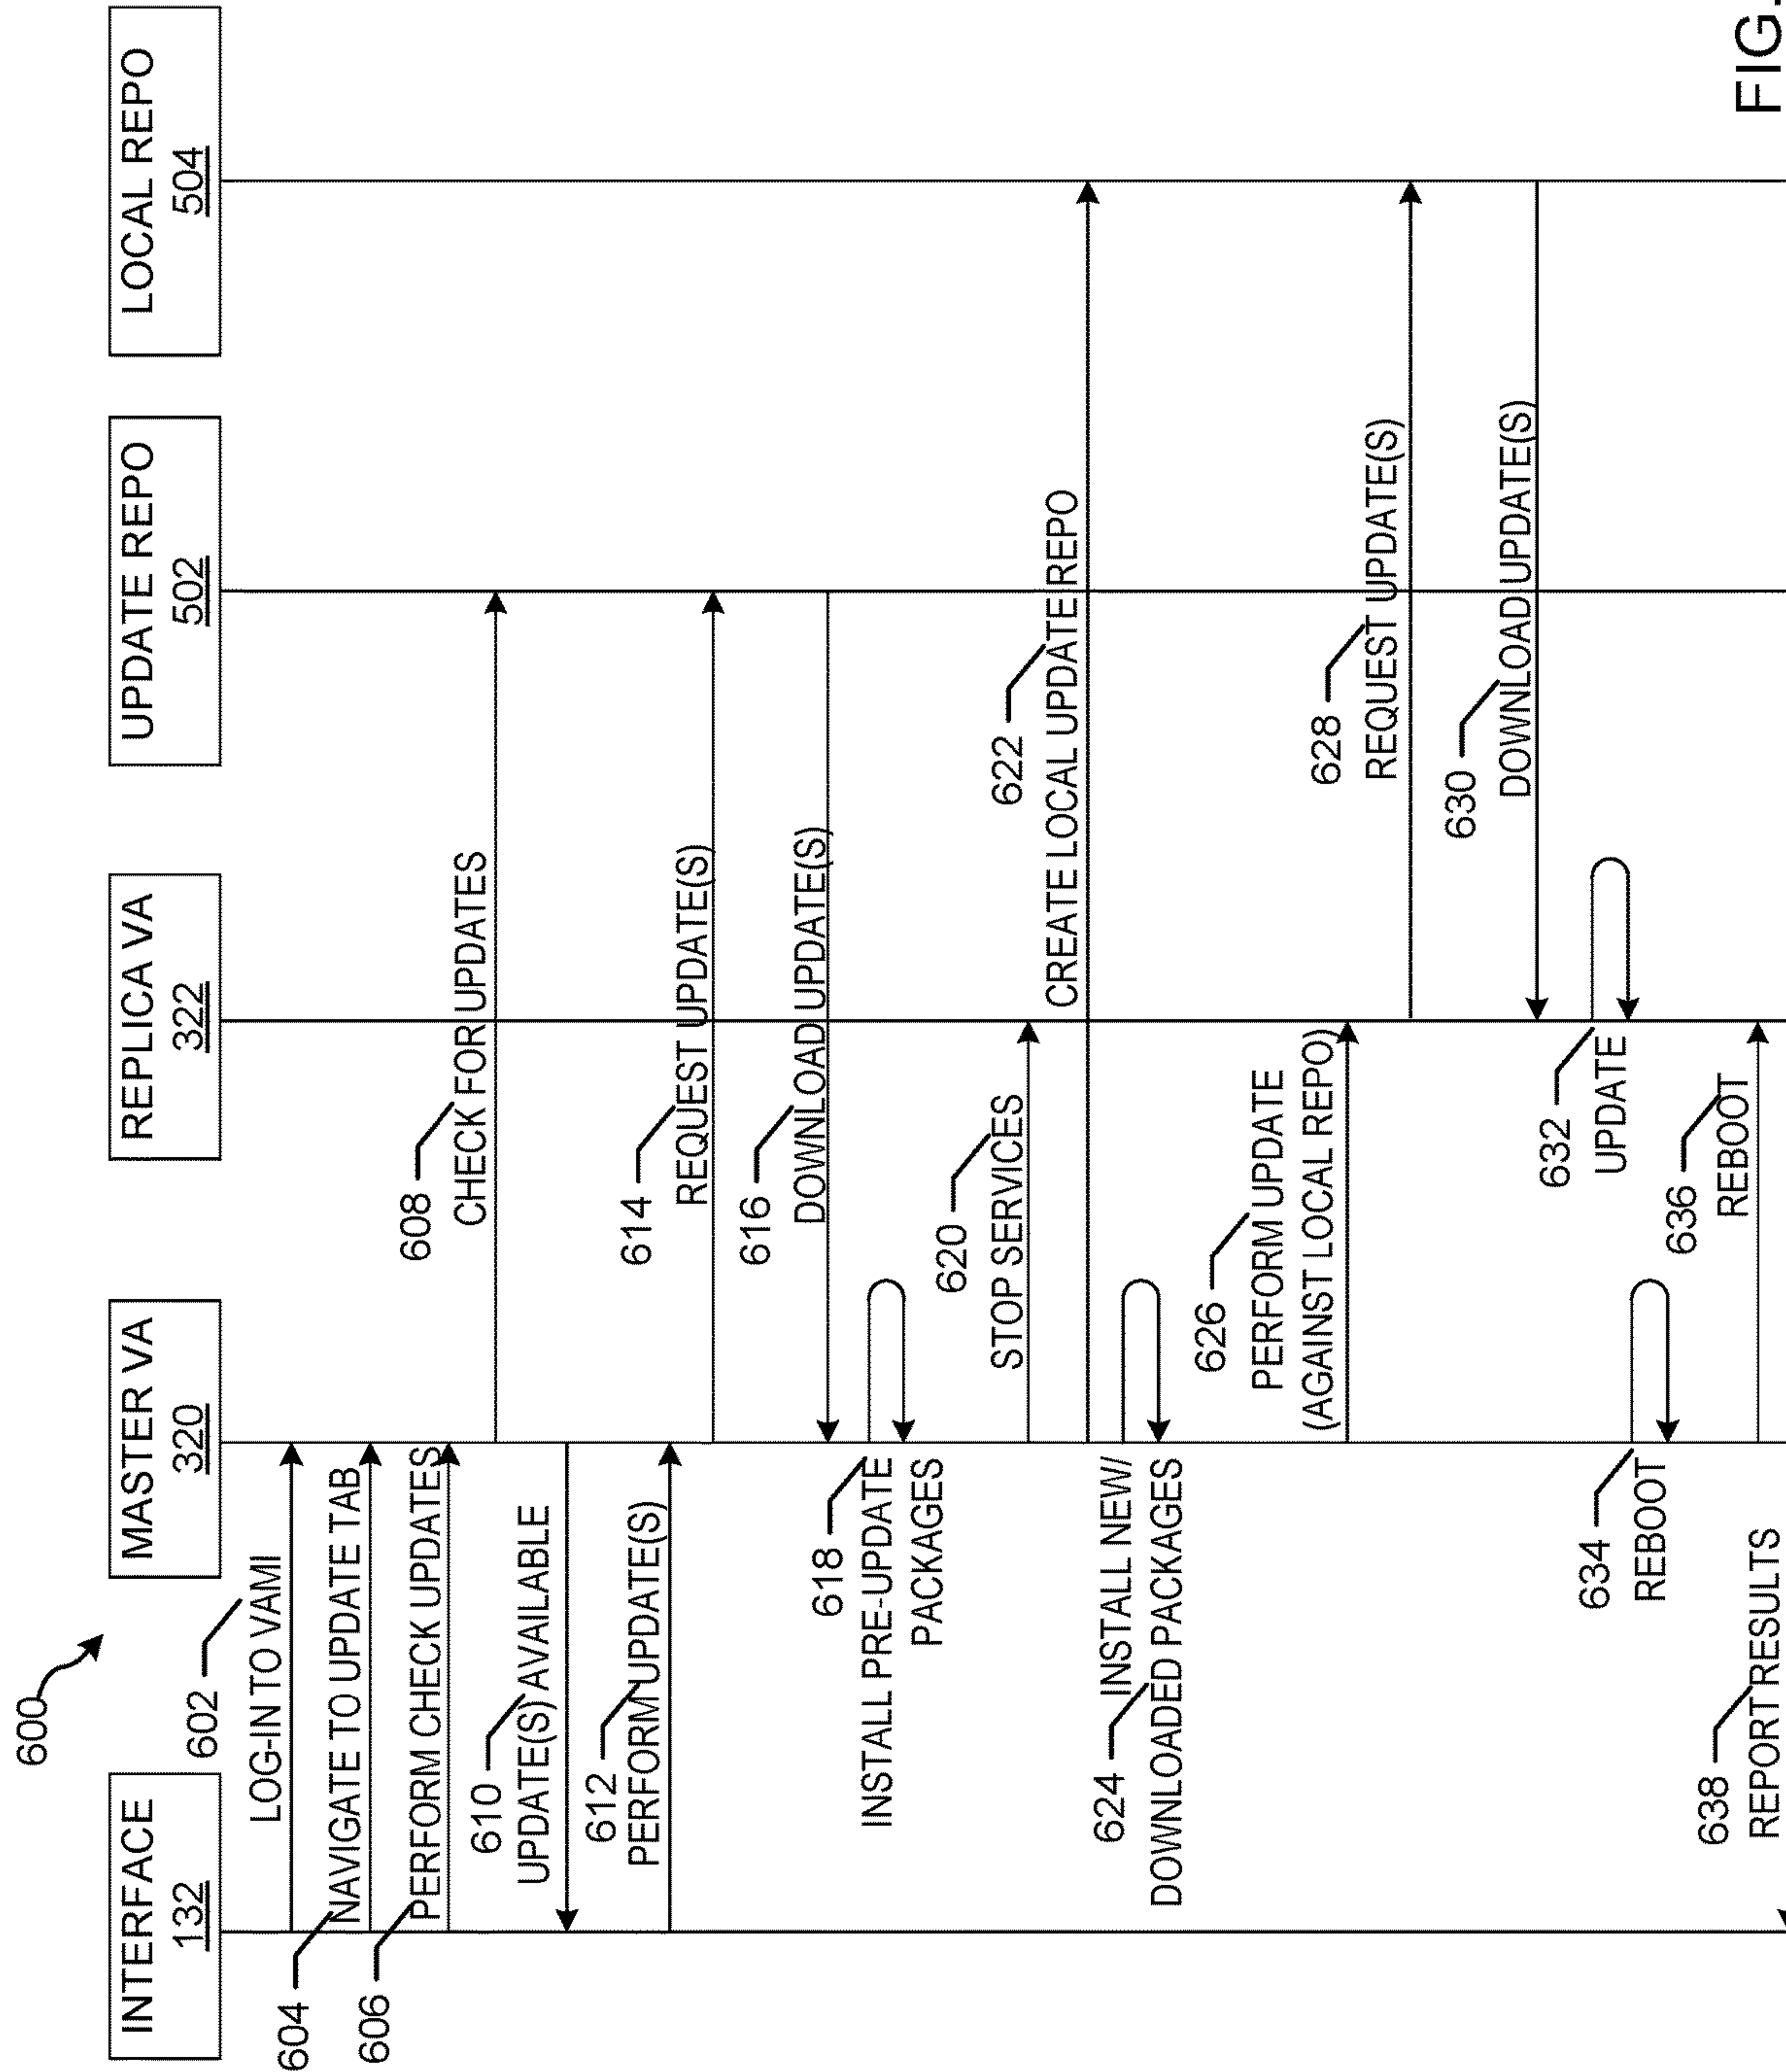 600
INTERFACE
132
MASTER VA
320
REPLICA VA
322
UPDATE REPO
502
LOCAL REPO
504
602
LOG-IN TO VAMI
604
NAVIGATE TO UPDATE TAB
606
PERFORM CHECK UPDATES
608
CHECK FOR UPDATES
610
UPDATE(S) AVAILABLE
612
PERFORM UPDATE(S)
614
REQUEST UPDATE(S)
616
DOWNLOAD UPDATE(S)
618
INSTALL PRE-UPDATE
PACKAGES
620
STOP SERVICES
622
CREATE LOCAL UPDATE REPO
624
INSTALL NEW/
DOWNLOADED PACKAGES
626
PERFORM UPDATE
(AGAINST LOCAL REPO)
628
REQUEST UPDATE(S)
630
DOWNLOAD UPDATE(S)
632
UPDATE
634
REBOOT
636
REBOOT
638
REPORT RESULTS
FIG.